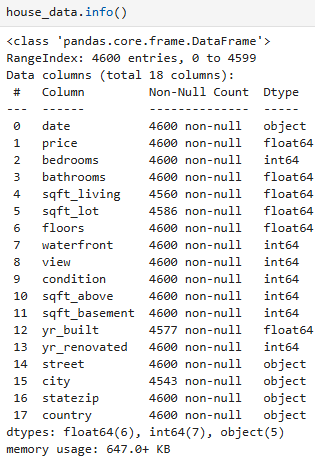 house_data.info()
<class 'pandas.core.frame.DataFrame'>
RangeIndex: 4600 entries, 0 to 4599
Data columns (total 18 columns):
 #   Column         Non-Null Count  Dtype
---  ------         --------------  -----
 0   date           4600 non-null   object
 1   price          4600 non-null   float64
 2   bedrooms       4600 non-null   int64
 3   bathrooms      4600 non-null   float64
 4   sqft_living    4560 non-null   float64
 5   sqft_lot       4586 non-null   float64
 6   floors         4600 non-null   float64
 7   waterfront     4600 non-null   int64
 8   view           4600 non-null   int64
 9   condition      4600 non-null   int64
 10  sqft_above     4600 non-null   int64
 11  sqft_basement  4600 non-null   int64
 12  yr_built       4577 non-null   float64
 13  yr_renovated   4600 non-null   int64
 14  street         4600 non-null   object
 15  city           4543 non-null   object
 16  statezip       4600 non-null   object
 17  country        4600 non-null   object
dtypes: float64(6), int64(7), object(5)
memory usage: 647.0+ KB